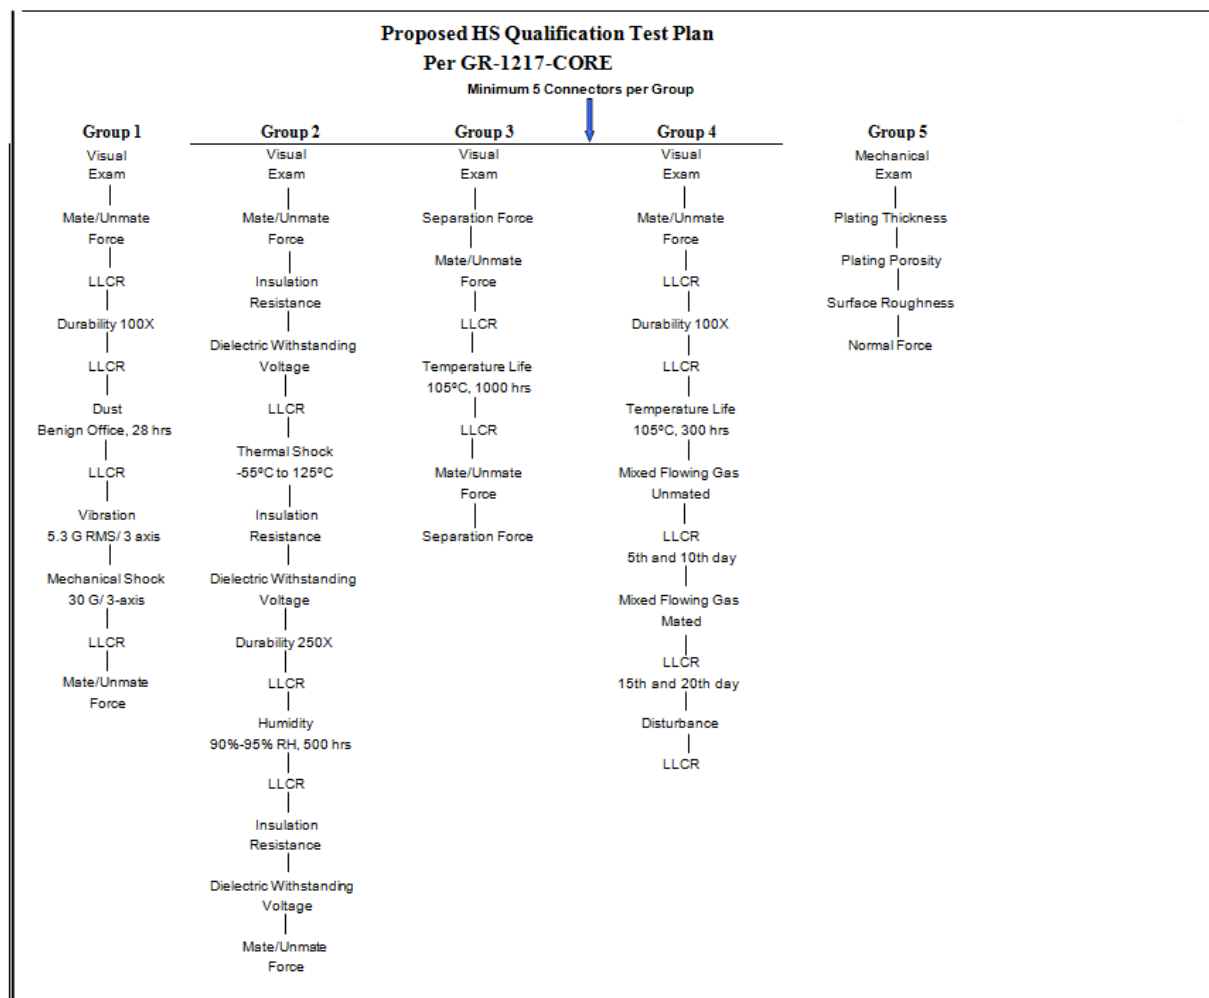 Proposed HS Qualification Test Plan
Per GR-1217-CORE
Minimum 5 Connectors per Group
Group 1
Visual
Exam
Mate/Unmate
Force
LLCR
Durability 100X
LLCR
Dust
Benign Office, 28 hrs
LLCR
Vibration
5.3 G RMS/ 3 axis
Mechanical Shock
30 G/ 3-axis
LLCR
Mate/Unmate
Force
Group 2
Visual
Exam
Mate/Unmate
Force
Insulation
Resistance
Dielectric Withstanding
Voltage
LLCR
Thermal Shock
-55ºC to 125ºC
Insulation
Resistance
Dielectric Withstanding
Voltage
Durability 250X
LLCR
Humidity
90%-95% RH, 500 hrs
LLCR
Insulation
Resistance
Dielectric Withstanding
Voltage
Mate/Unmate
Force
Group 3
Visual
Exam
Separation Force
Mate/Unmate
Force
LLCR
Temperature Life
105ºC, 1000 hrs
LLCR
Mate/Unmate
Force
Separation Force
Group 4
Visual
Exam
Mate/Unmate
Force
LLCR
Durability 100X
LLCR
Temperature Life
105ºC, 300 hrs
Mixed Flowing Gas
Unmated
LLCR
5th and 10th day
Mixed Flowing Gas
Mated
LLCR
15th and 20th day
Disturbance
LLCR
Group 5
Mechanical
Exam
Plating Thickness
Plating Porosity
Surface Roughness
Normal Force